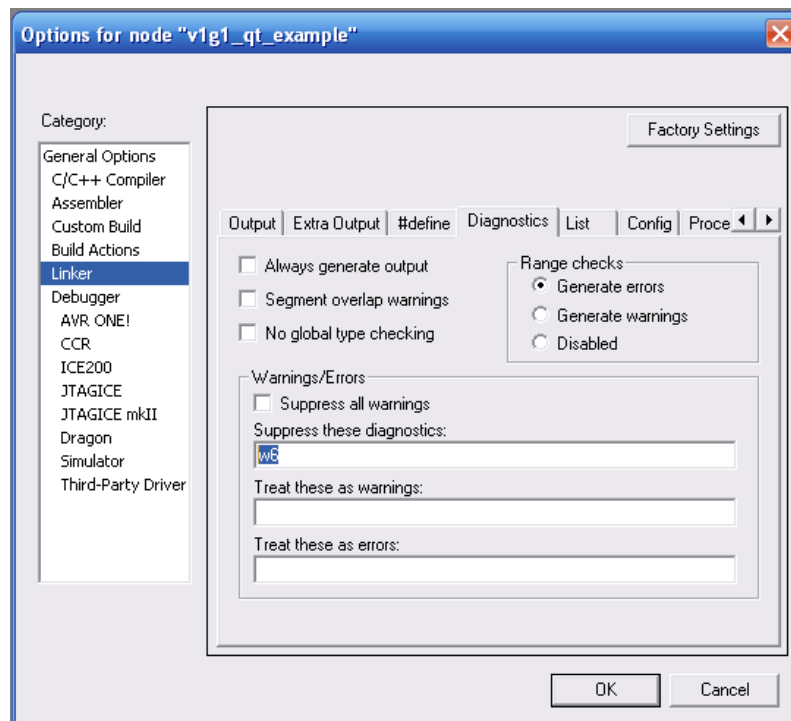 Options for node "v1g1_qt_example"
Category:
General Options
C/C++ Compiler
Assembler
Custom Build
Build Actions
Linker
Debugger
AVR ONE!
CCR
ICE200
JTAGICE
JTAGICE mkII
Dragon
Simulator
Third-Party Driver
Factory Settings
Output
Extra Output
#define
Diagnostics
List
Config
Proce
Always generate output
Segment overlap warnings
No global type checking
Range checks
Generate errors
Generate warnings
Disabled
Warnings/Errors
Suppress all warnings
Suppress these diagnostics:
w6
Treat these as warnings:
Treat these as errors:
OK
Cancel